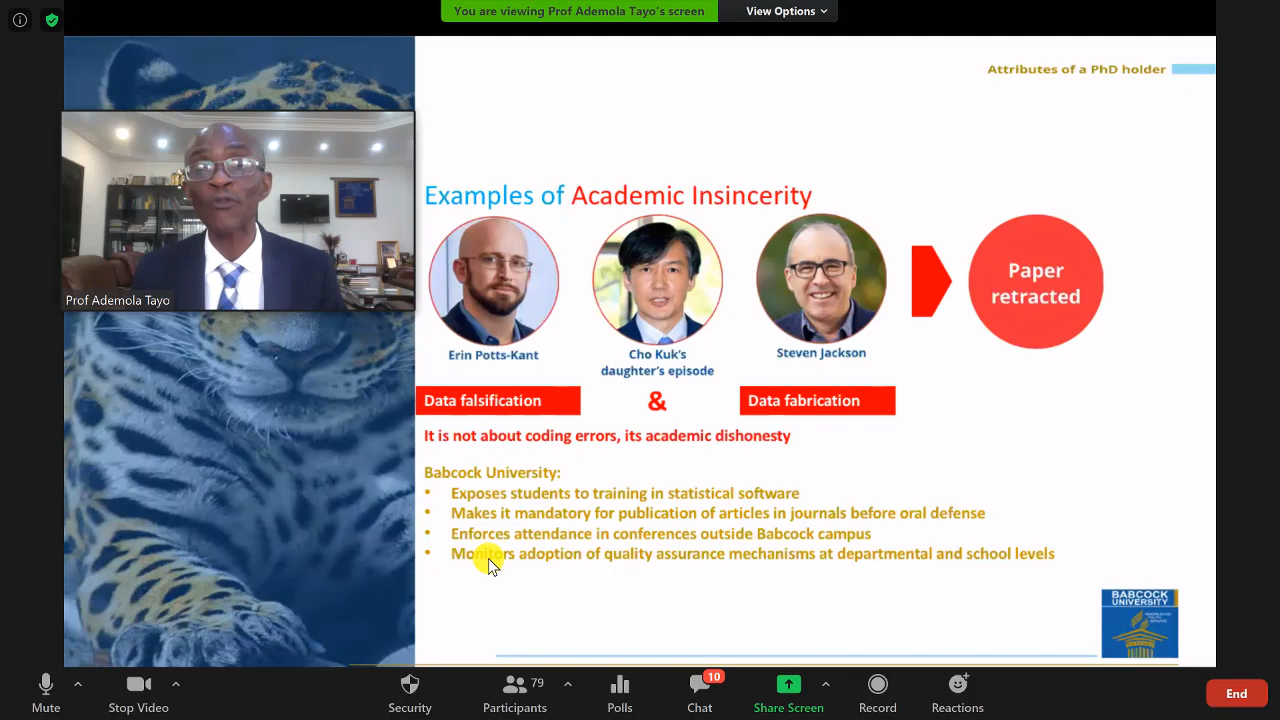 You are viewing Prof Ademola Tayo's screen
View Options
Attributes of a PhD holder
Prof Ademola Tayo
Examples of Academic Insincerity
Erin Potts-Kant
Cho Kuk's
daughter's episode
Steven Jackson
Paper
retracted
Data falsification
&
Data fabrication
It is not about coding errors, its academic dishonesty
Babcock University:
• Exposes students to training in statistical software
• Makes it mandatory for publication of articles in journals before oral defense
• Enforces attendance in conferences outside Babcock campus
• Monitors adoption of quality assurance mechanisms at departmental and school levels
BABCOCK
UNIVERSITY
Mute
Stop Video
Security
79
Participants
Polls
10
Chat
Share Screen
Record
Reactions
End